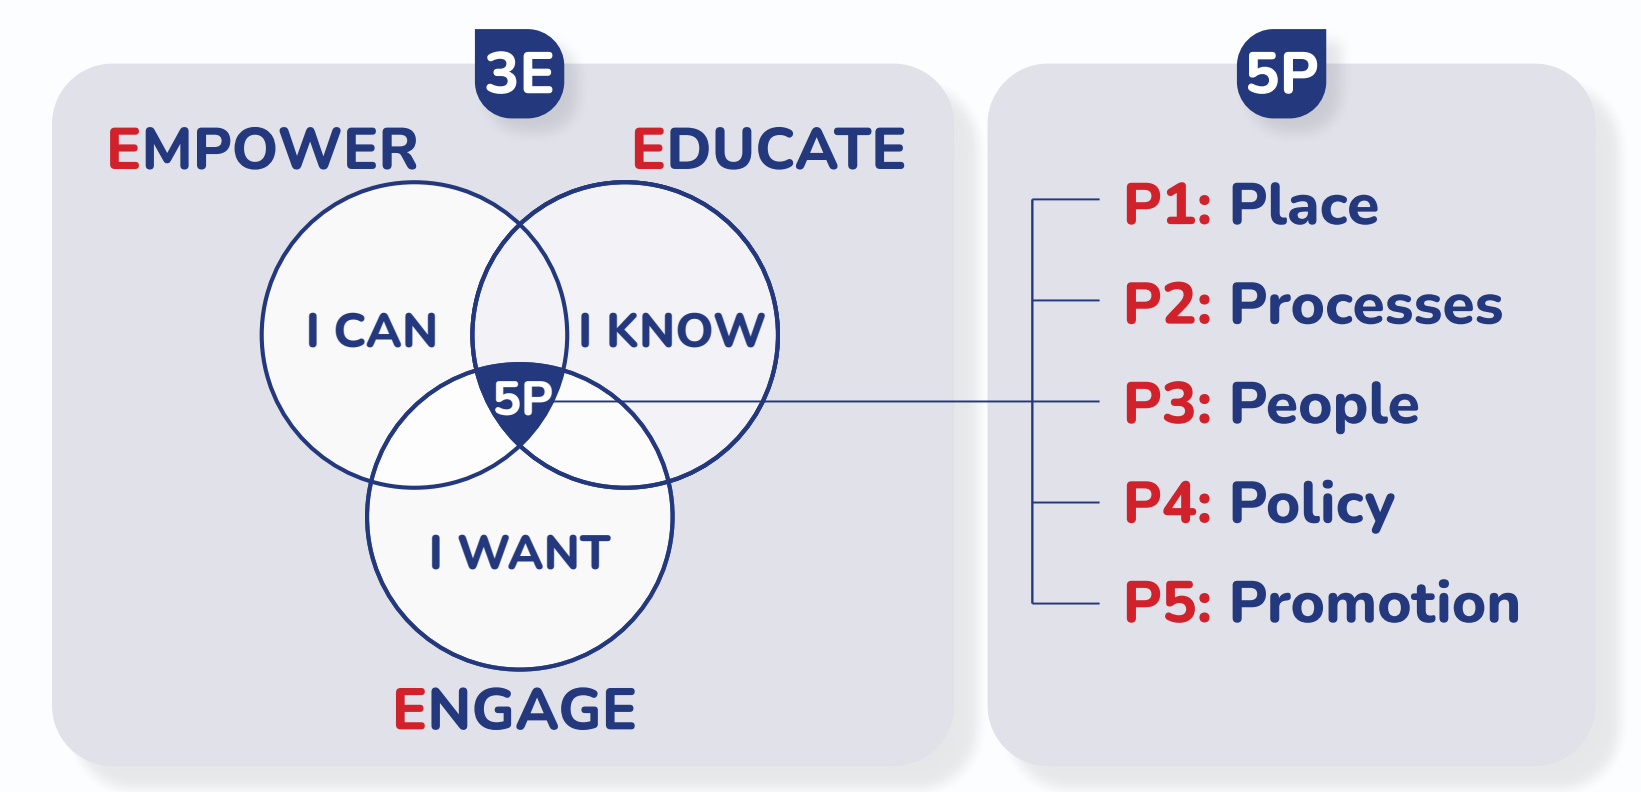 3E
EMPOWER
EDUCATE
I CAN
I KNOW
5P
I WANT
ENGAGE
5P
P1: Place
P2: Processes
P3: People
P4: Policy
P5: Promotion